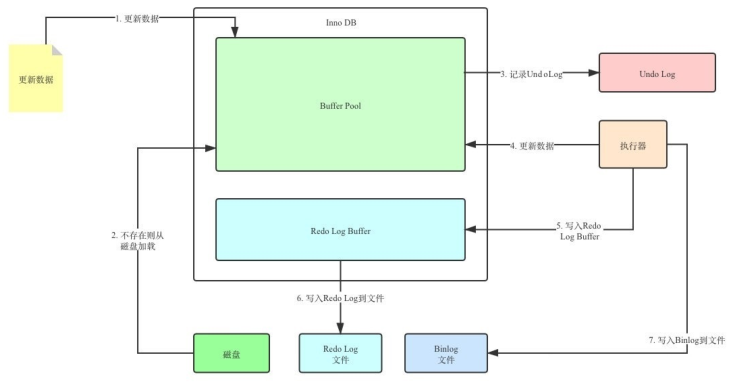 1. 更新数据
Inno DB
更新数据
Buffer Pool
3. 记录UndoLog
Undo Log
4. 更新数据
执行器
2. 不存在则从
磁盘加载
Redo Log Buffer
5. 写入Redo
Log Buffer
6. 写入Redo Log到文件
7. 写入Binlog到文件
磁盘
Redo Log
文件
Binlog
文件